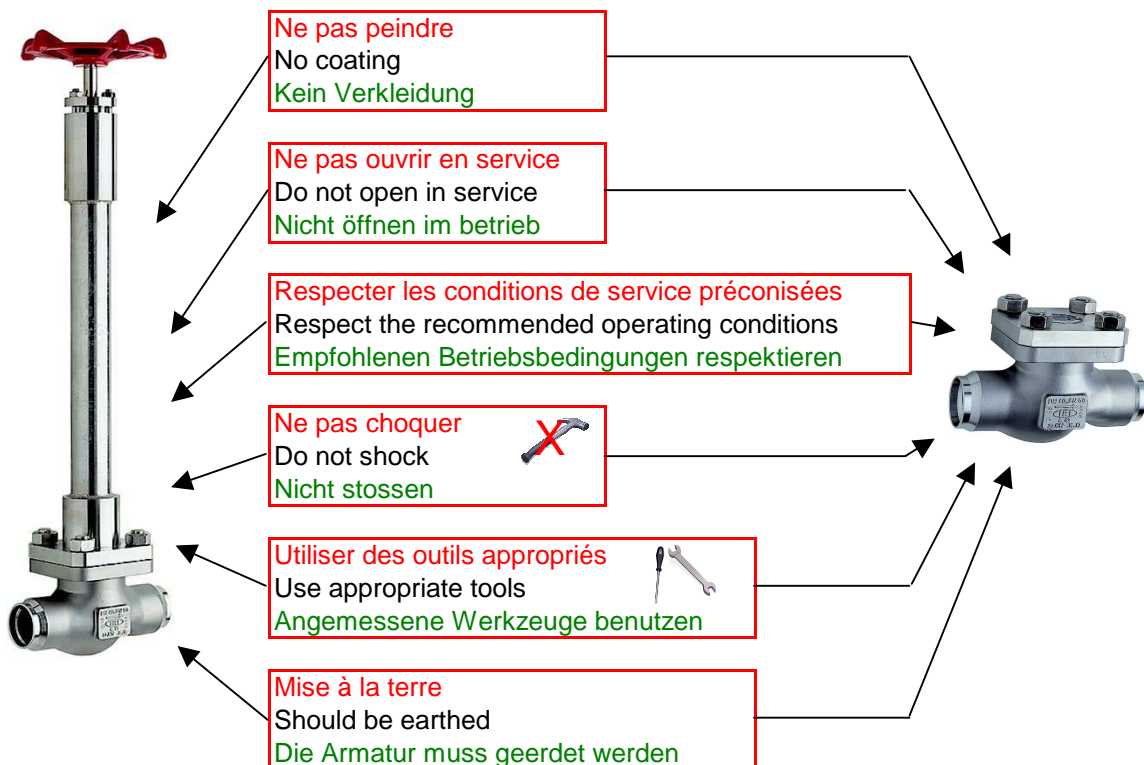 Ne pas peindre
No coating
Kein Verkleidung
Ne pas ouvrir en service
Do not open in service
Nicht öffnen im betrieb
Respecter les conditions de service préconisées
Respect the recommended operating conditions
Empfohlenen Betriebsbedingungen respektieren
Ne pas choquer
Do not shock
Nicht stossen
X
Utiliser des outils appropriés
Use appropriate tools
Angemessene Werkzeuge benutzen
Mise à la terre
Should be earthed
Die Armatur muss geerdet werden